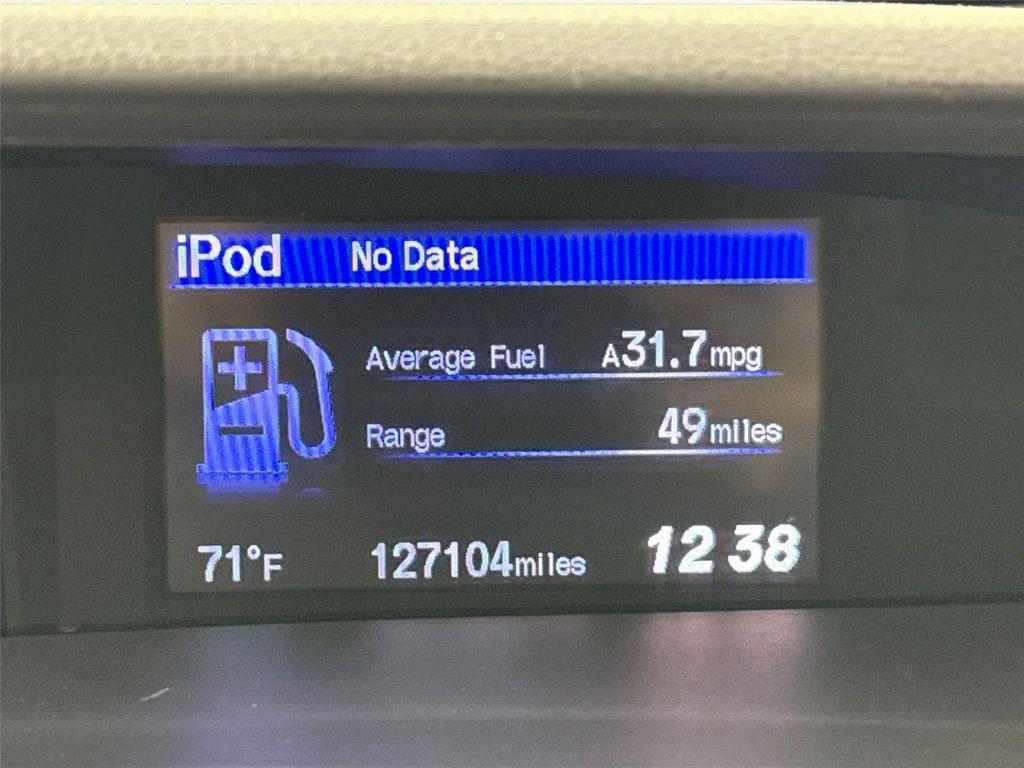 iPod No Data
Average Fuel A31.7mpg
Range 49miles
71°F 127104miles 12 38